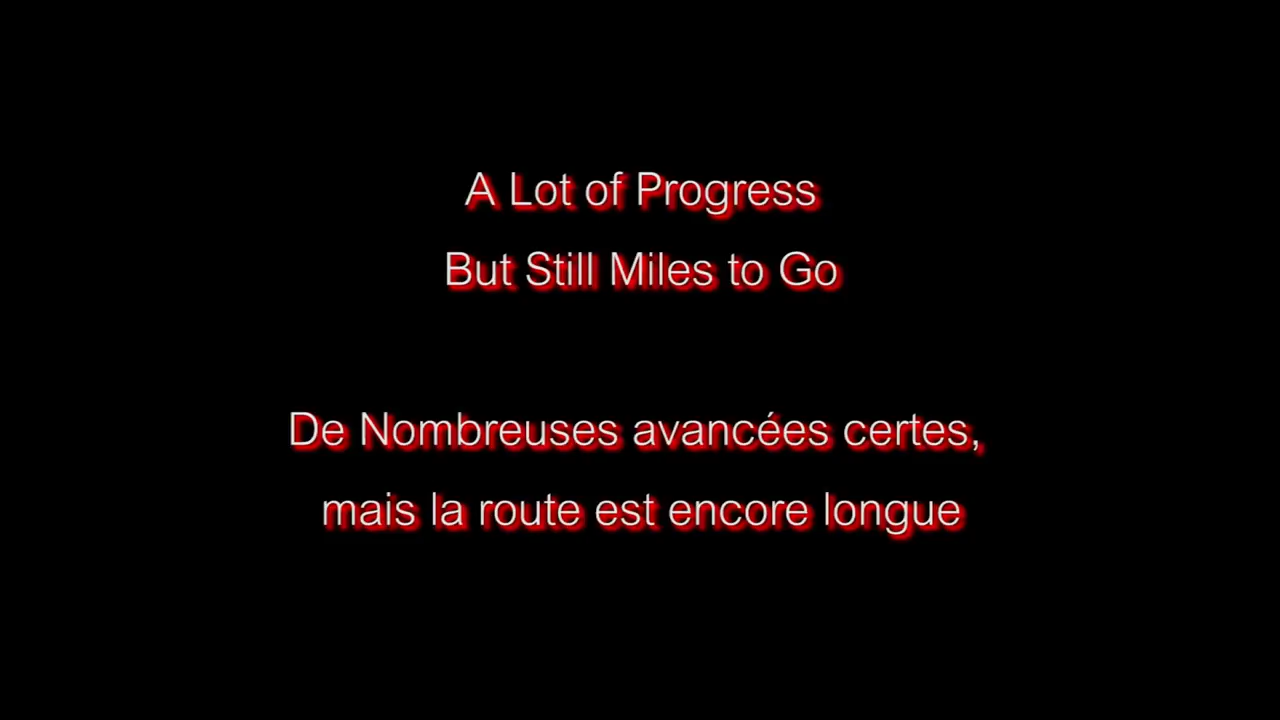 A Lot of Progress
But Still Miles to Go
De Nombreuses avancées certes,
mais la route est encore longue